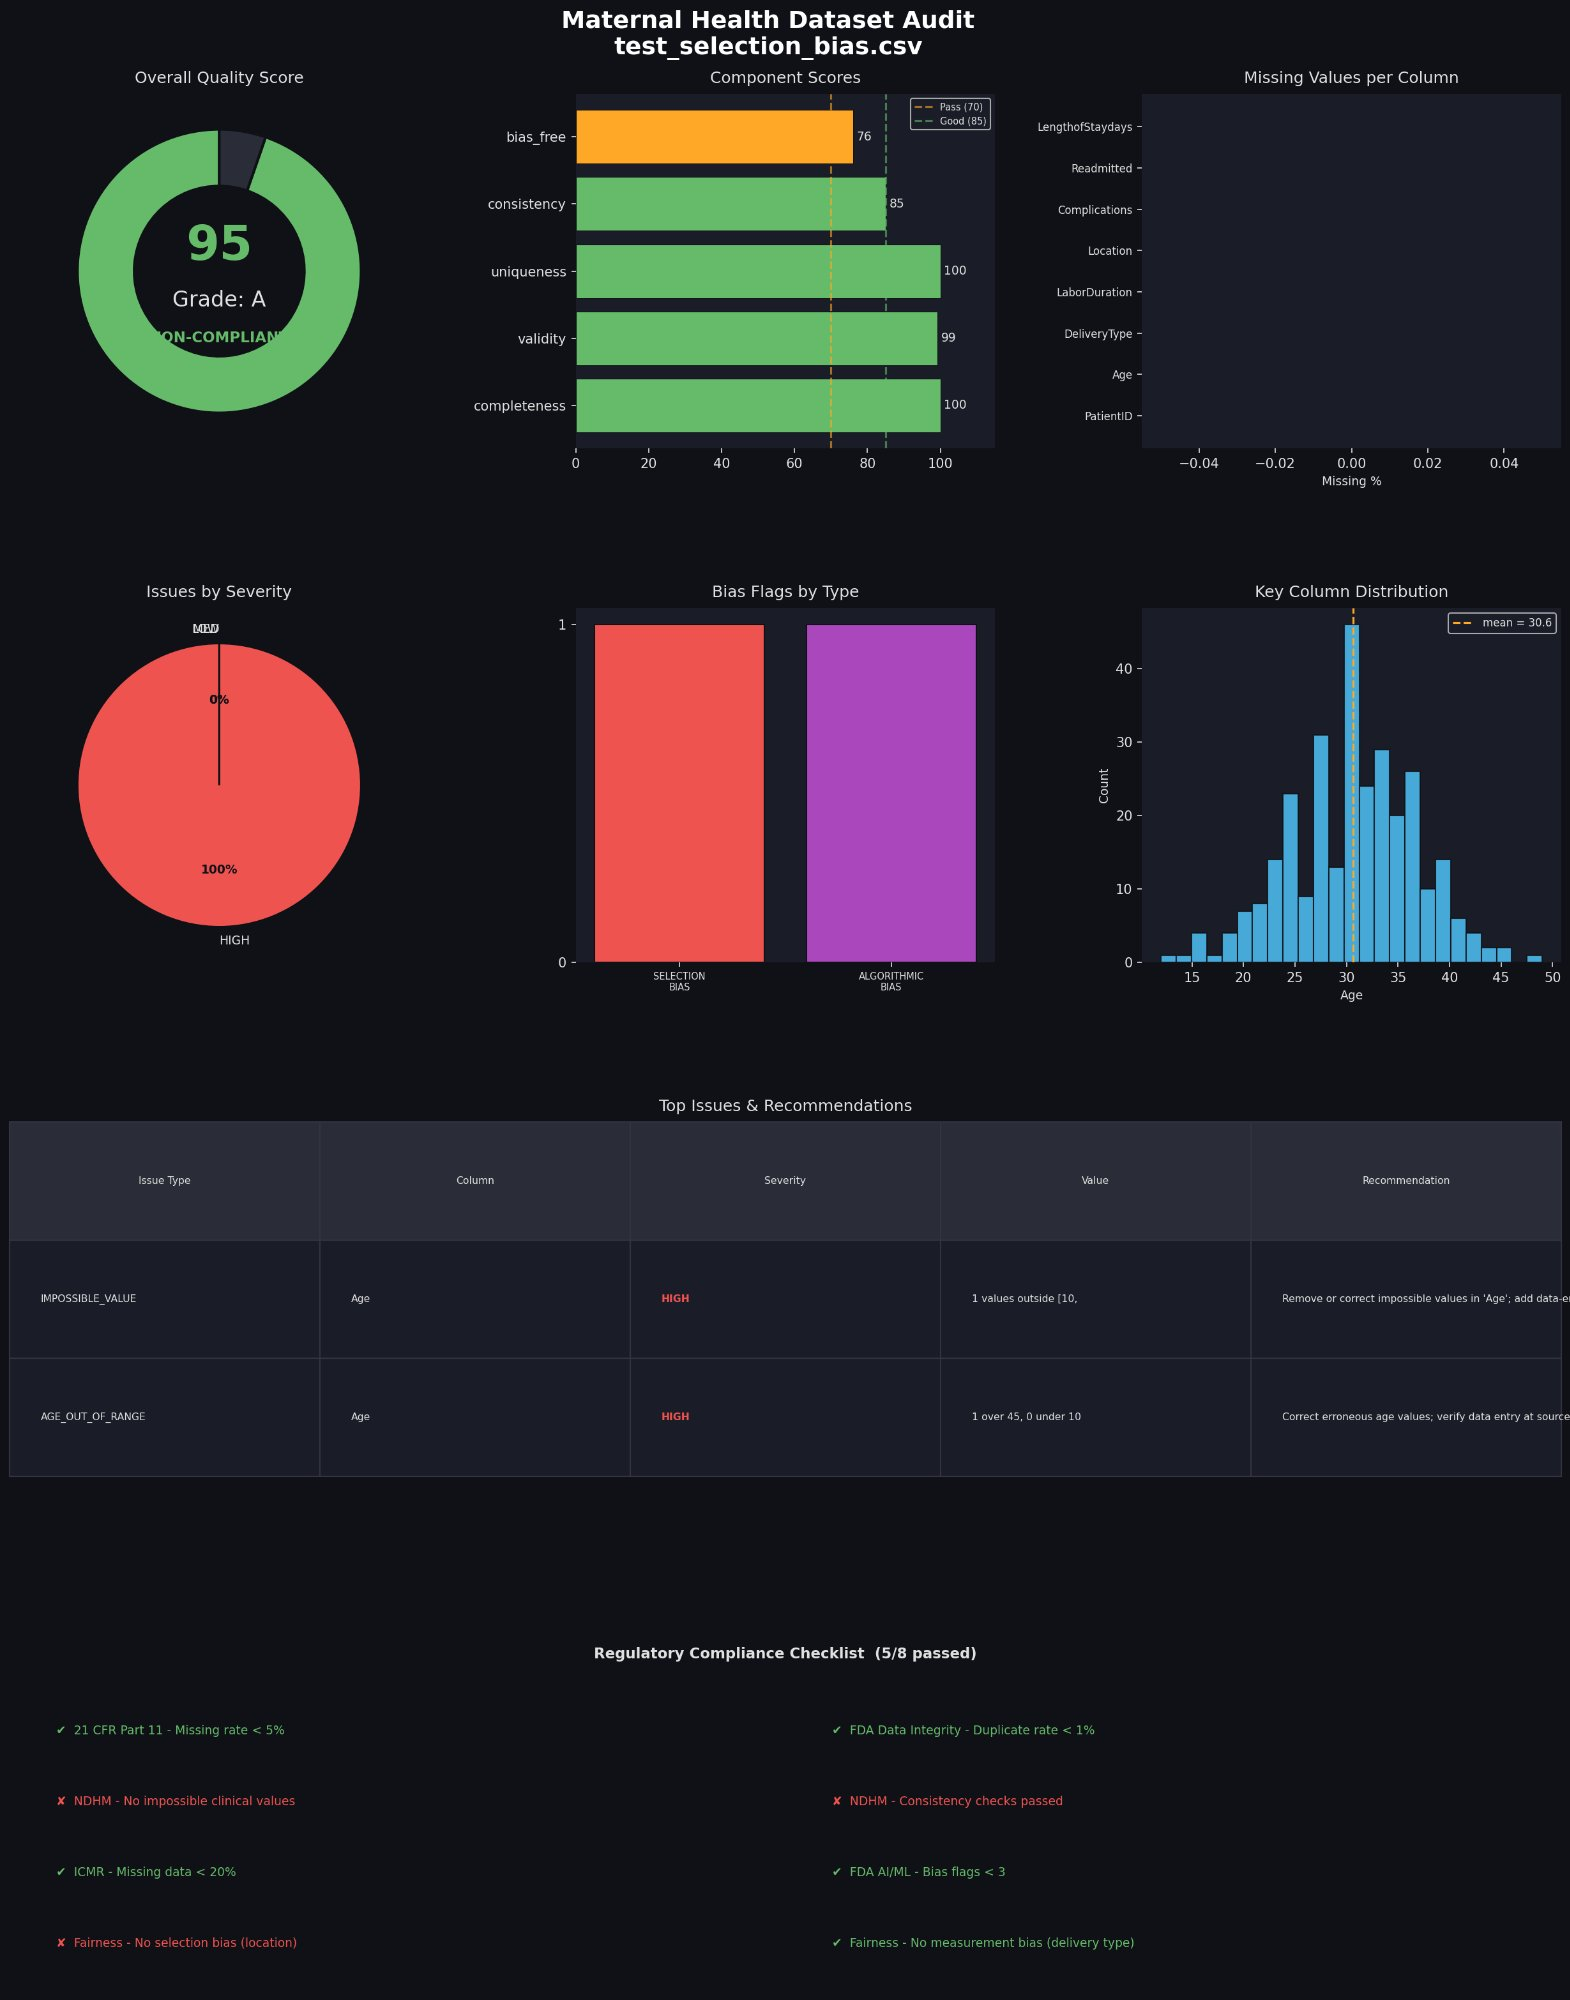 Maternal Health Dataset Audit
test_selection_bias.csv
Overall Quality Score
95
Grade: A
ON-COMPLIAN
Component Scores
Pass (70)
Good (85)
bias_free
76
consistency
85
uniqueness
100
validity
99
completeness
100
0 20 40 60 80 100
Missing Values per Column
LengthofStaydays
Readmitted
Complications
Location
LaborDuration
DeliveryType
Age
PatientID
−0.04 −0.02 0.00 0.02 0.04
Missing %
Issues by Severity
LOW
MED
0%
100%
HIGH
Bias Flags by Type
1
0
SELECTION
BIAS
ALGORITHMIC
BIAS
Key Column Distribution
mean = 30.6
40
30
20
10
0
Count
15 20 25 30 35 40 45 50
Age
Top Issues & Recommendations
Issue Type Column Severity Value Recommendation
IMPOSSIBLE_VALUE Age HIGH 1 values outside [10, Remove or correct impossible values in 'Age'; add data-e
AGE_OUT_OF_RANGE Age HIGH 1 over 45, 0 under 10 Correct erroneous age values; verify data entry at source
Regulatory Compliance Checklist (5/8 passed)
✔ 21 CFR Part 11 - Missing rate < 5%
✔ FDA Data Integrity - Duplicate rate < 1%
✘ NDHM - No impossible clinical values
✘ NDHM - Consistency checks passed
✔ ICMR - Missing data < 20%
✔ FDA AI/ML - Bias flags < 3
✘ Fairness - No selection bias (location)
✔ Fairness - No measurement bias (delivery type)